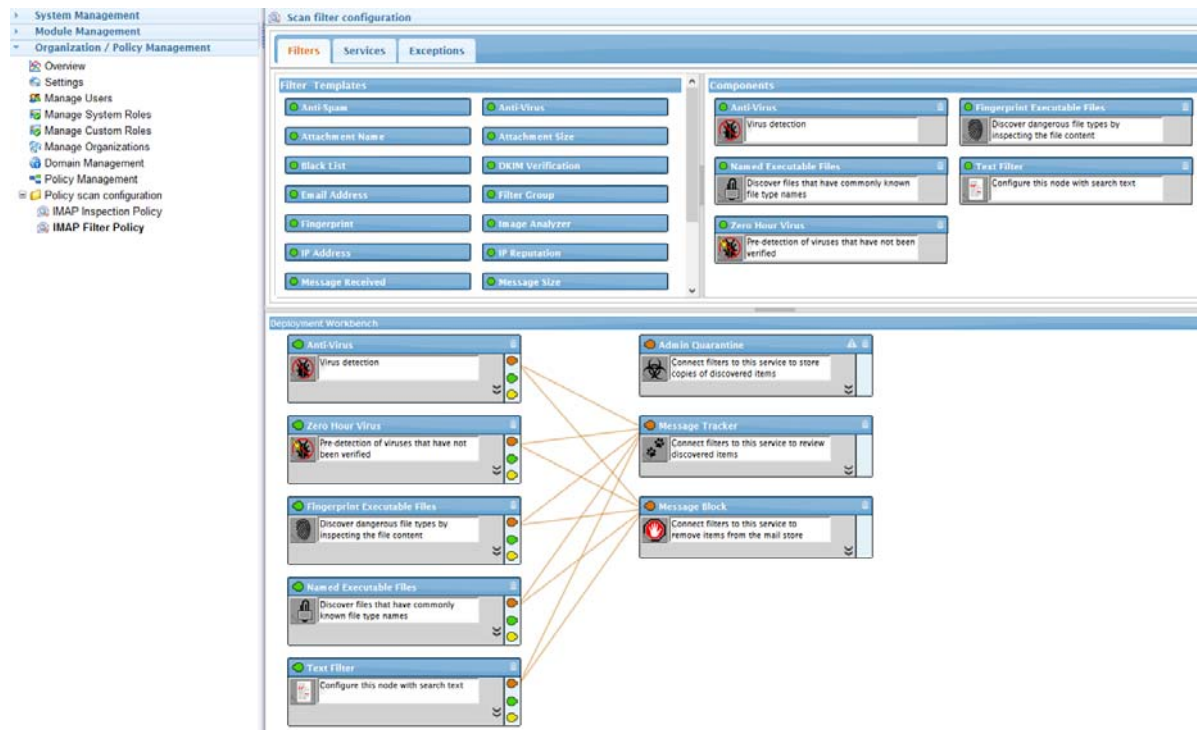 System Management
Module Management
Organization / Policy Management
Overview
Settings
Manage Users
Manage System Roles
Manage Custom Roles
Manage Organizations
Domain Management
Policy Management
Policy scan configuration
IMAP Inspection Policy
IMAP Filter Policy
Scan filter configuration
Filters
Services
Exceptions
Filter Templates
Anti-Spam
Anti-Virus
Attachment Name
Attachment Size
Black List
DKIM Verification
Email Address
Filter Group
Fingerprint
Image Analyzer
IP Address
IP Reputation
Message Received
Message Size
Components
Anti-Virus
Virus detection
Fingerprint Executable Files
Discover dangerous file types by
inspecting the file content
Named Executable Files
Discover files that have commonly known
file type names
Text Filter
Configure this node with search text
Zero Hour Virus
Pre-detection of viruses that have not been
verified
Deployment Workbench
Anti-Virus
Virus detection
Zero Hour Virus
Pre-detection of viruses that have not
been verified
Fingerprint Executable Files
Discover dangerous file types by
inspecting the file content
Named Executable Files
Discover files that have commonly
known file type names
Text Filter
Configure this node with search text
Admin Quarantine
Connect filters to this service to store
copies of discovered items
Message Tracker
Connect filters to this service to review
discovered items
Message Block
Connect filters to this service to
remove items from the mail store